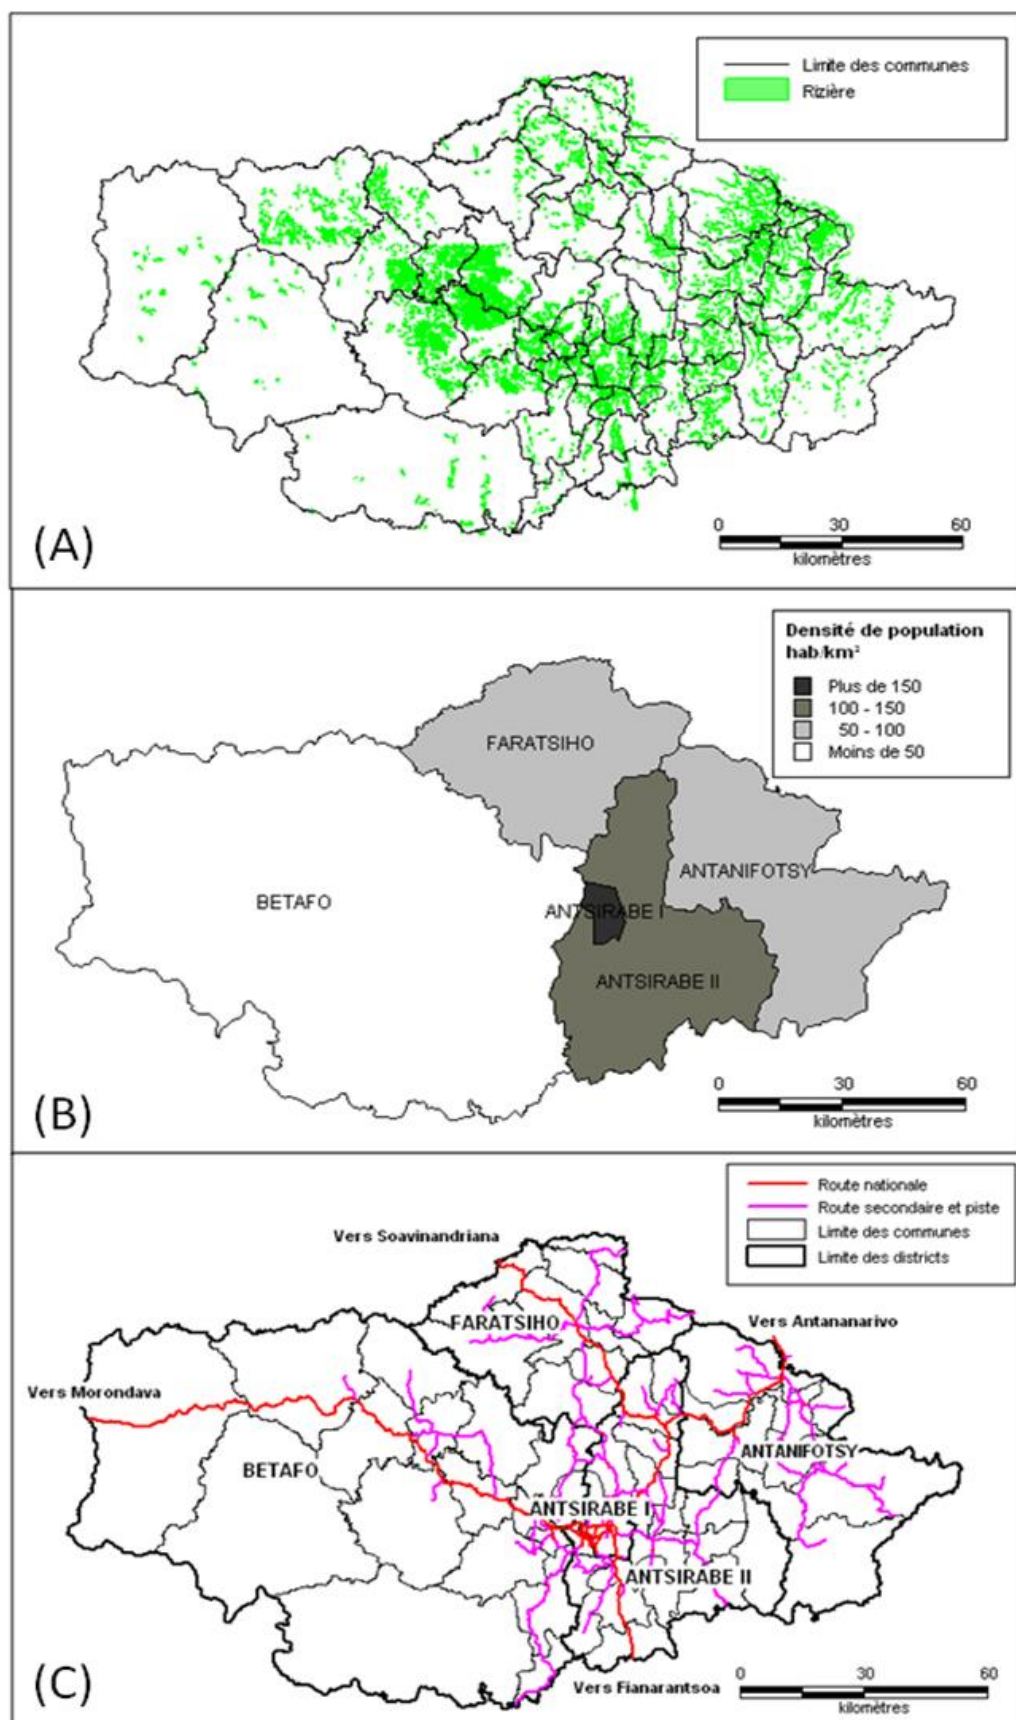 Limite des communes
Rizière
0 30 60
kilomètres
(A)
Densité de population
hab/km²
Plus de 150
100 - 150
50 - 100
Moins de 50
FARATSIHO
ANTANIFOTSY
BETAFO
ANTSIRABE I
ANTSIRABE II
0 30 60
kilomètres
(B)
Route nationale
Route secondaire et piste
Limite des communes
Limite des districts
Vers Soavinandriana
FARATSIHO
Vers Antananarivo
Vers Morondava
ANTANIFOTSY
BETAFO
ANTSIRABE I
ANTSIRABE II
Vers Fianarantsoa
0 30 60
kilomètres
(C)